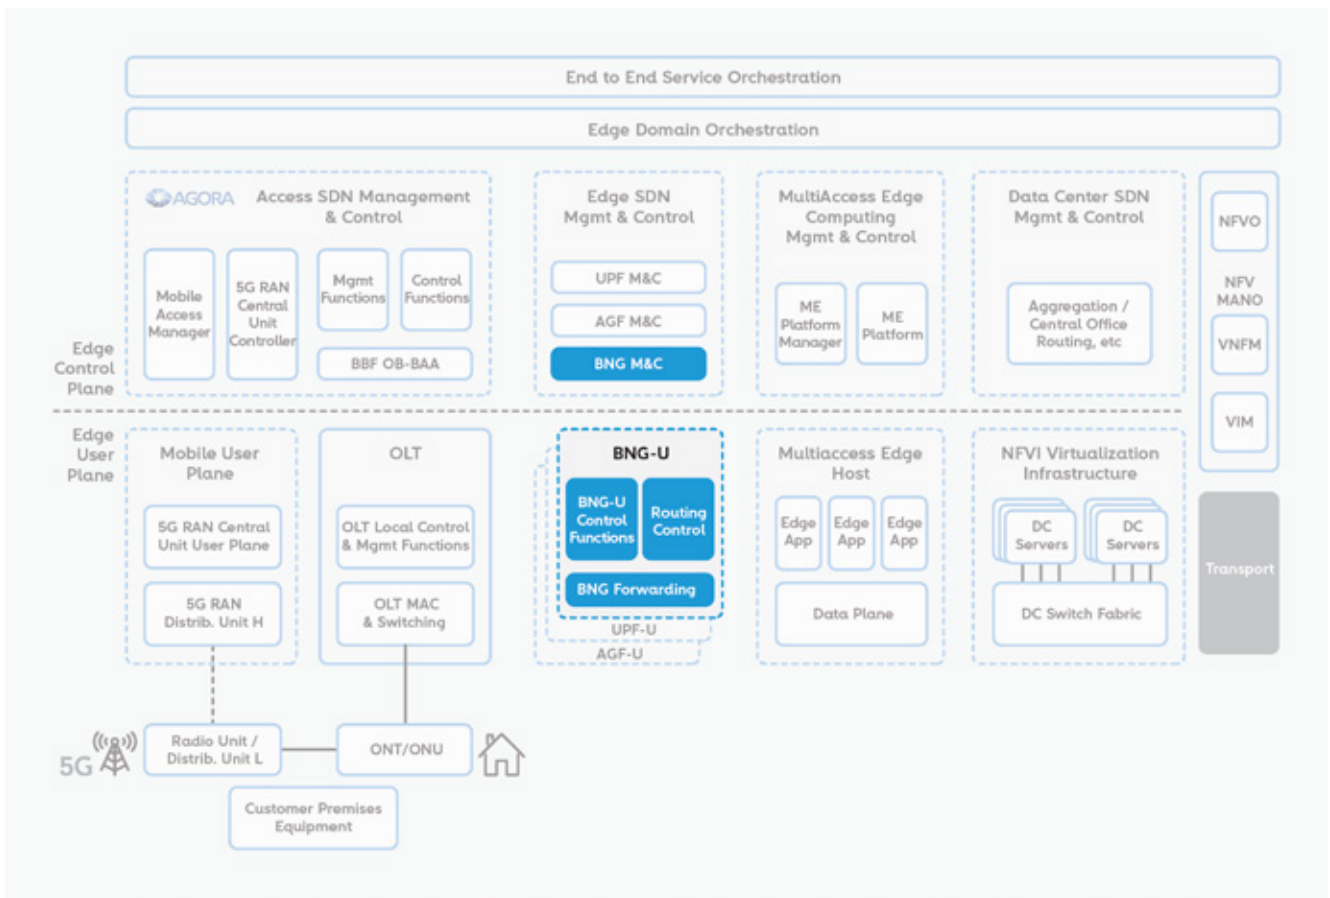 End to End Service Orchestration
Edge Domain Orchestration
AGORA
Access SDN Management
& Control
Mobile
Access
Manager
5G RAN
Central
Unit
Controller
Mgmt
Functions
Control
Functions
BBF OB-BAA
Edge SDN
Mgmt & Control
UPF M&C
AGF M&C
BNG M&C
MultiAccess Edge
Computing
Mgmt & Control
ME
Platform
Manager
ME
Platform
Data Center SDN
Mgmt & Control
Aggregation /
Central Office
Routing, etc
NFVO
NFV
MANO
VNFM
VIM
Edge
Control
Plane
Edge
User
Plane
Mobile User
Plane
5G RAN Central
Unit User Plane
5G RAN
Distrib. Unit H
OLT
OLT Local Control
& Mgmt Functions
OLT MAC
& Switching
BNG-U
BNG-U
Control
Functions
Routing
Control
BNG Forwarding
UPF-U
AGF-U
Multiaccess Edge
Host
Edge
App
Edge
App
Edge
App
Data Plane
NFVI Virtualization
Infrastructure
DC
Servers
DC
Servers
DC Switch Fabric
Transport
5G
Radio Unit /
Distrib. Unit L
ONT/ONU
Customer Premises
Equipment